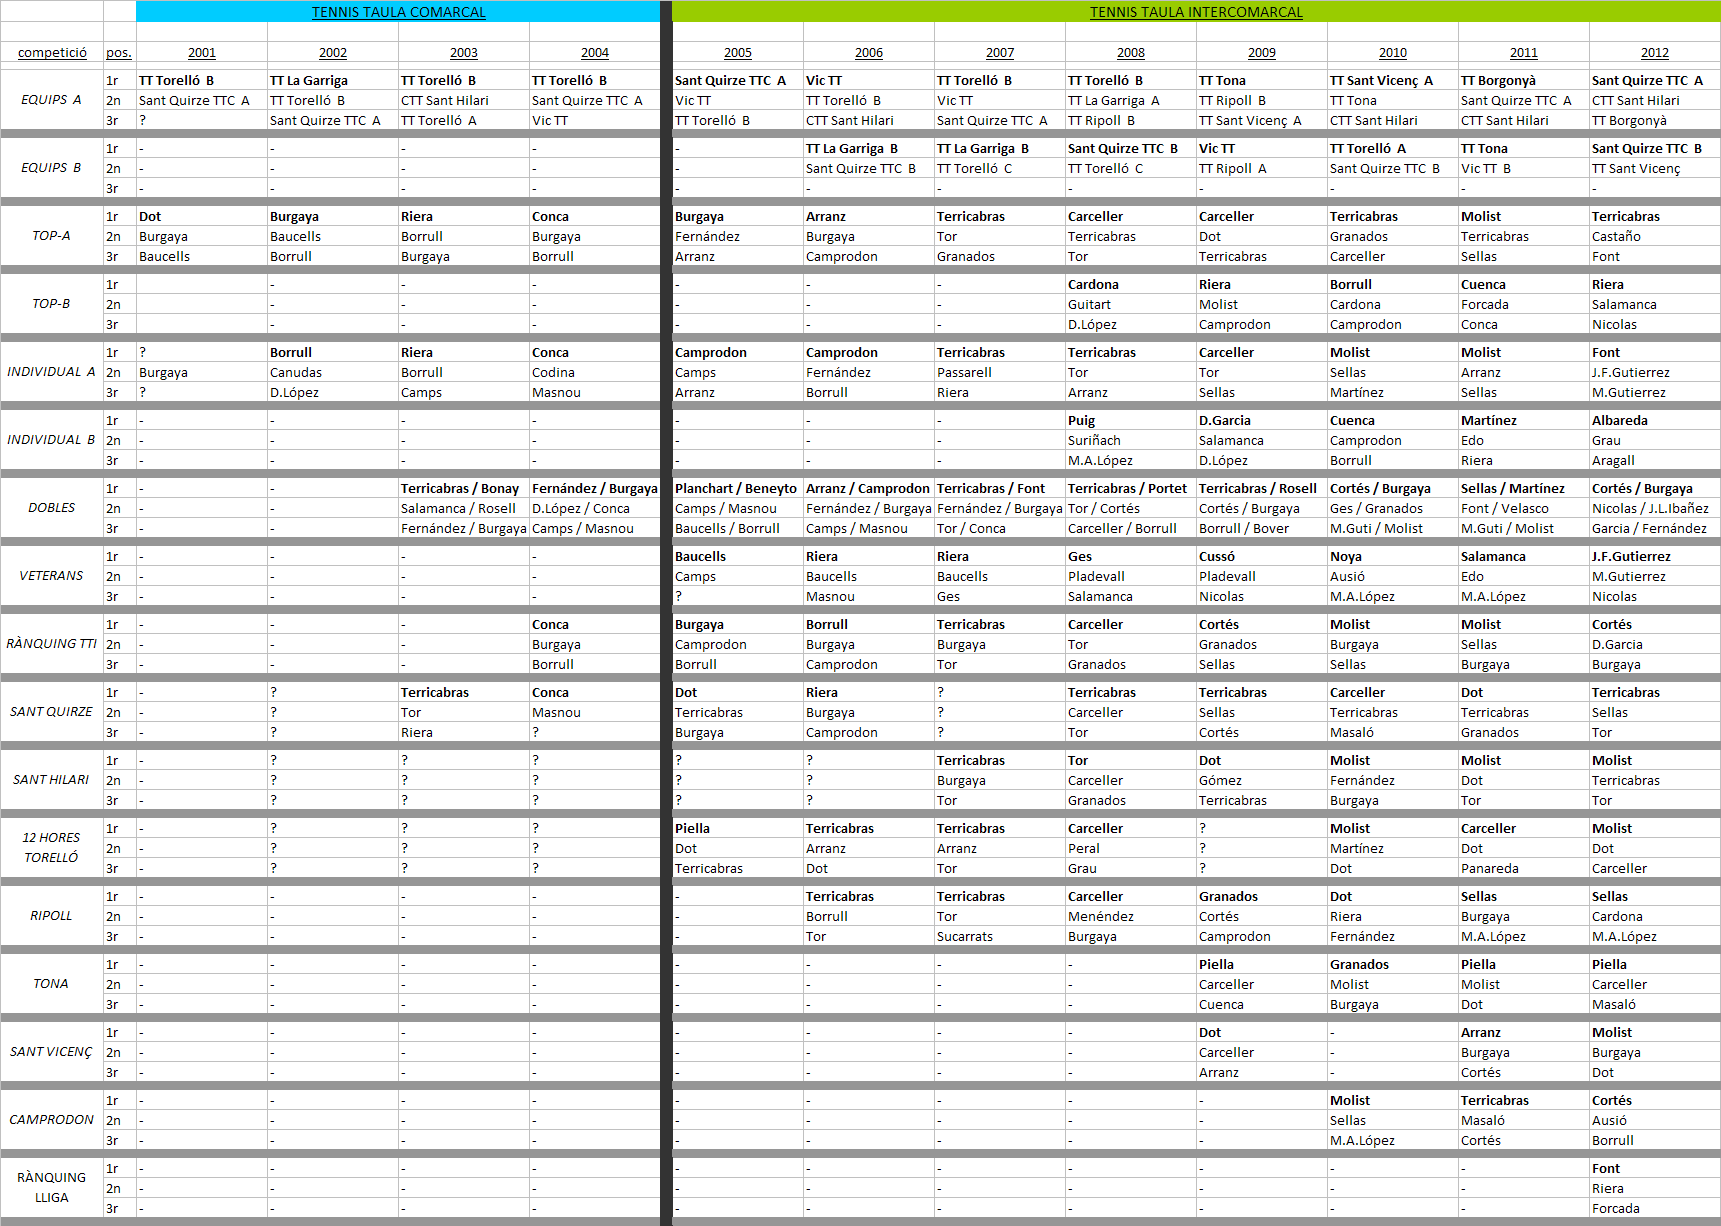 TENNIS TAULA COMARCAL TENNIS TAULA INTERCOMARCAL
competició pos. 2001 2002 2003 2004 2005 2006 2007 2008 2009 2010 2011 2012
EQUIPS A
1r TT Torelló B TT La Garriga TT Torelló B TT Torelló B Sant Quirze TTC A Vic TT TT Torelló B TT Torelló B TT Tona TT Sant Vicenç A TT Borgonyà Sant Quirze TTC A
2n Sant Quirze TTC A TT Torelló B CTT Sant Hilari Sant Quirze TTC A Vic TT TT Torelló B Vic TT TT La Garriga A TT Ripoll B TT Tona Sant Quirze TTC A CTT Sant Hilari
3r ? Sant Quirze TTC A TT Torelló A Vic TT TT Torelló B CTT Sant Hilari Sant Quirze TTC A TT Ripoll B TT Sant Vicenç A CTT Sant Hilari CTT Sant Hilari TT Borgonyà
EQUIPS B
1r - - - - - TT La Garriga B TT La Garriga B Sant Quirze TTC B Vic TT TT Torelló A TT Tona Sant Quirze TTC B
2n - - - - - Sant Quirze TTC B TT Torelló C TT Torelló C TT Ripoll A Sant Quirze TTC B Vic TT B TT Sant Vicenç
3r - - - - - - - - - - - -
TOP-A
1r Dot Burgaya Riera Conca Burgaya Arranz Terricabras Carceller Carceller Terricabras Molist Terricabras
2n Burgaya Baucells Borrull Burgaya Fernández Burgaya Tor Terricabras Dot Granados Terricabras Castaño
3r Baucells Borrull Burgaya Borrull Arranz Camprodon Granados Tor Terricabras Carceller Sellas Font
TOP-B
1r - - - - - - Cardona Riera Borrull Cuenca Riera
2n - - - - - - Guitart Molist Cardona Forcada Salamanca
3r - - - - - - D.López Camprodon Camprodon Conca Nicolas
INDIVIDUAL A
1r ? Borrull Riera Conca Camprodon Camprodon Terricabras Terricabras Carceller Molist Molist Font
2n Burgaya Canudas Borrull Codina Camps Fernández Passarell Tor Tor Sellas Arranz J.F.Gutierrez
3r ? D.López Camps Masnou Arranz Borrull Riera Arranz Sellas Martínez Sellas M.Gutierrez
INDIVIDUAL B
1r - - - - - - - Puig D.Garcia Cuenca Martínez Albareda
2n - - - - - - - Suriñach Salamanca Camprodon Edo Grau
3r - - - - - - - M.A.López D.López Borrull Riera Aragall
DOBLES
1r - - Terricabras / Bonay Fernández / Burgaya Planchart / Beneyto Arranz / Camprodon Terricabras / Font Terricabras / Portet Terricabras / Rosell Cortés / Burgaya Sellas / Martínez Cortés / Burgaya
2n - - Salamanca / Rosell D.López / Conca Camps / Masnou Fernández / Burgaya Fernández / Burgaya Tor / Cortés Cortés / Burgaya Ges / Granados Font / Velasco Nicolas / J.L.Ibañez
3r - - Fernández / Burgaya Camps / Masnou Baucells / Borrull Camps / Masnou Tor / Conca Carceller / Borrull Borrull / Bover M.Guti / Molist M.Guti / Molist Garcia / Fernández
VETERANS
1r - - - - Baucells Riera Riera Ges Cussó Noya Salamanca J.F.Gutierrez
2n - - - - Camps Baucells Baucells Pladevall Pladevall Ausió Edo M.Gutierrez
3r - - - - ? Masnou Ges Salamanca Nicolas M.A.López M.A.López Nicolas
RÀNQUING TTI
1r - - - Conca Burgaya Borrull Terricabras Carceller Cortés Molist Molist Cortés
2n - - - Burgaya Camprodon Burgaya Burgaya Tor Granados Burgaya Sellas D.Garcia
3r - - - Borrull Borrull Camprodon Tor Granados Sellas Sellas Burgaya Burgaya
SANT QUIRZE
1r - ? Terricabras Conca Dot Riera ? Terricabras Terricabras Carceller Dot Terricabras
2n - ? Tor Masnou Terricabras Burgaya ? Carceller Sellas Terricabras Terricabras Sellas
3r - ? Riera ? Burgaya Camprodon ? Tor Cortés Masaló Granados Tor
SANT HILARI
1r - ? ? ? ? ? Terricabras Tor Dot Molist Molist Molist
2n - ? ? ? ? ? Burgaya Carceller Gómez Fernández Dot Terricabras
3r - ? ? ? ? ? Tor Granados Terricabras Burgaya Tor Tor
12 HORES
TORELLÓ
1r - ? ? ? Piella Terricabras Terricabras Carceller ? Molist Carceller Molist
2n - ? ? ? Dot Arranz Arranz Peral ? Martínez Dot Dot
3r - ? ? ? Terricabras Dot Tor Grau ? Dot Panareda Carceller
RIPOLL
1r - - - - - Terricabras Terricabras Carceller Granados Dot Sellas Sellas
2n - - - - - Borrull Tor Menéndez Cortés Riera Burgaya Cardona
3r - - - - - Tor Sucarrats Burgaya Camprodon Fernández M.A.López M.A.López
TONA
1r - - - - - - - - Piella Granados Piella Piella
2n - - - - - - - - Carceller Molist Molist Carceller
3r - - - - - - - - Cuenca Burgaya Dot Masaló
SANT VICENÇ
1r - - - - - - - - Dot - Arranz Molist
2n - - - - - - - - Carceller - Burgaya Burgaya
3r - - - - - - - - Arranz - Cortés Dot
CAMPRODON
1r - - - - - - - - - Molist Terricabras Cortés
2n - - - - - - - - - Sellas Masaló Ausió
3r - - - - - - - - - M.A.López Cortés Borrull
RÀNQUING
LLIGA
1r - - - - - - - - - - - Font
2n - - - - - - - - - - - Riera
3r - - - - - - - - - - - Forcada